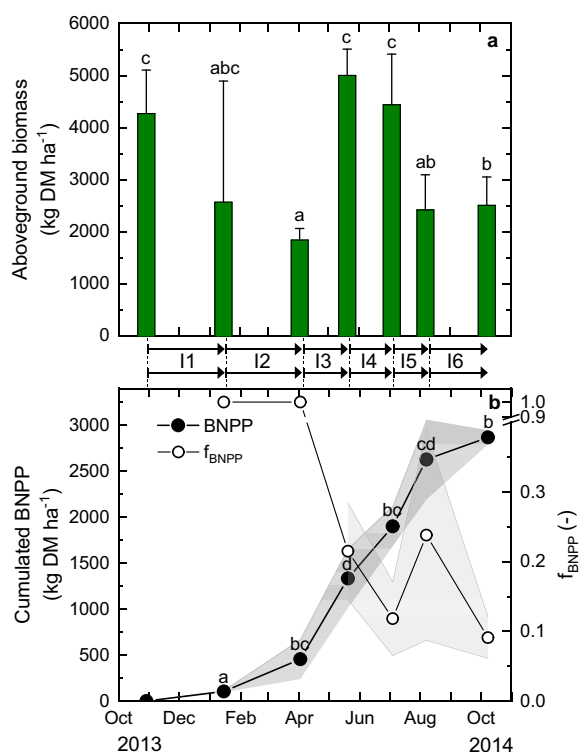 6000
a
c
c
c
5000
abc
4000
3000
ab
b
a
2000
1000
0
Aboveground biomass
(kg DM ha-1)
I1 I2 I3 I4 I5 I6
b
1.0
0.9
3000
BNPP
fBNPP
b
cd
2500
0.3
2000
bc
1500
d
0.2
1000
bc
0.1
500
a
0
0.0
Cumulated BNPP
(kg DM ha-1)
fBNPP (-)
Oct Dec Feb Apr Jun Aug Oct
2013 2014